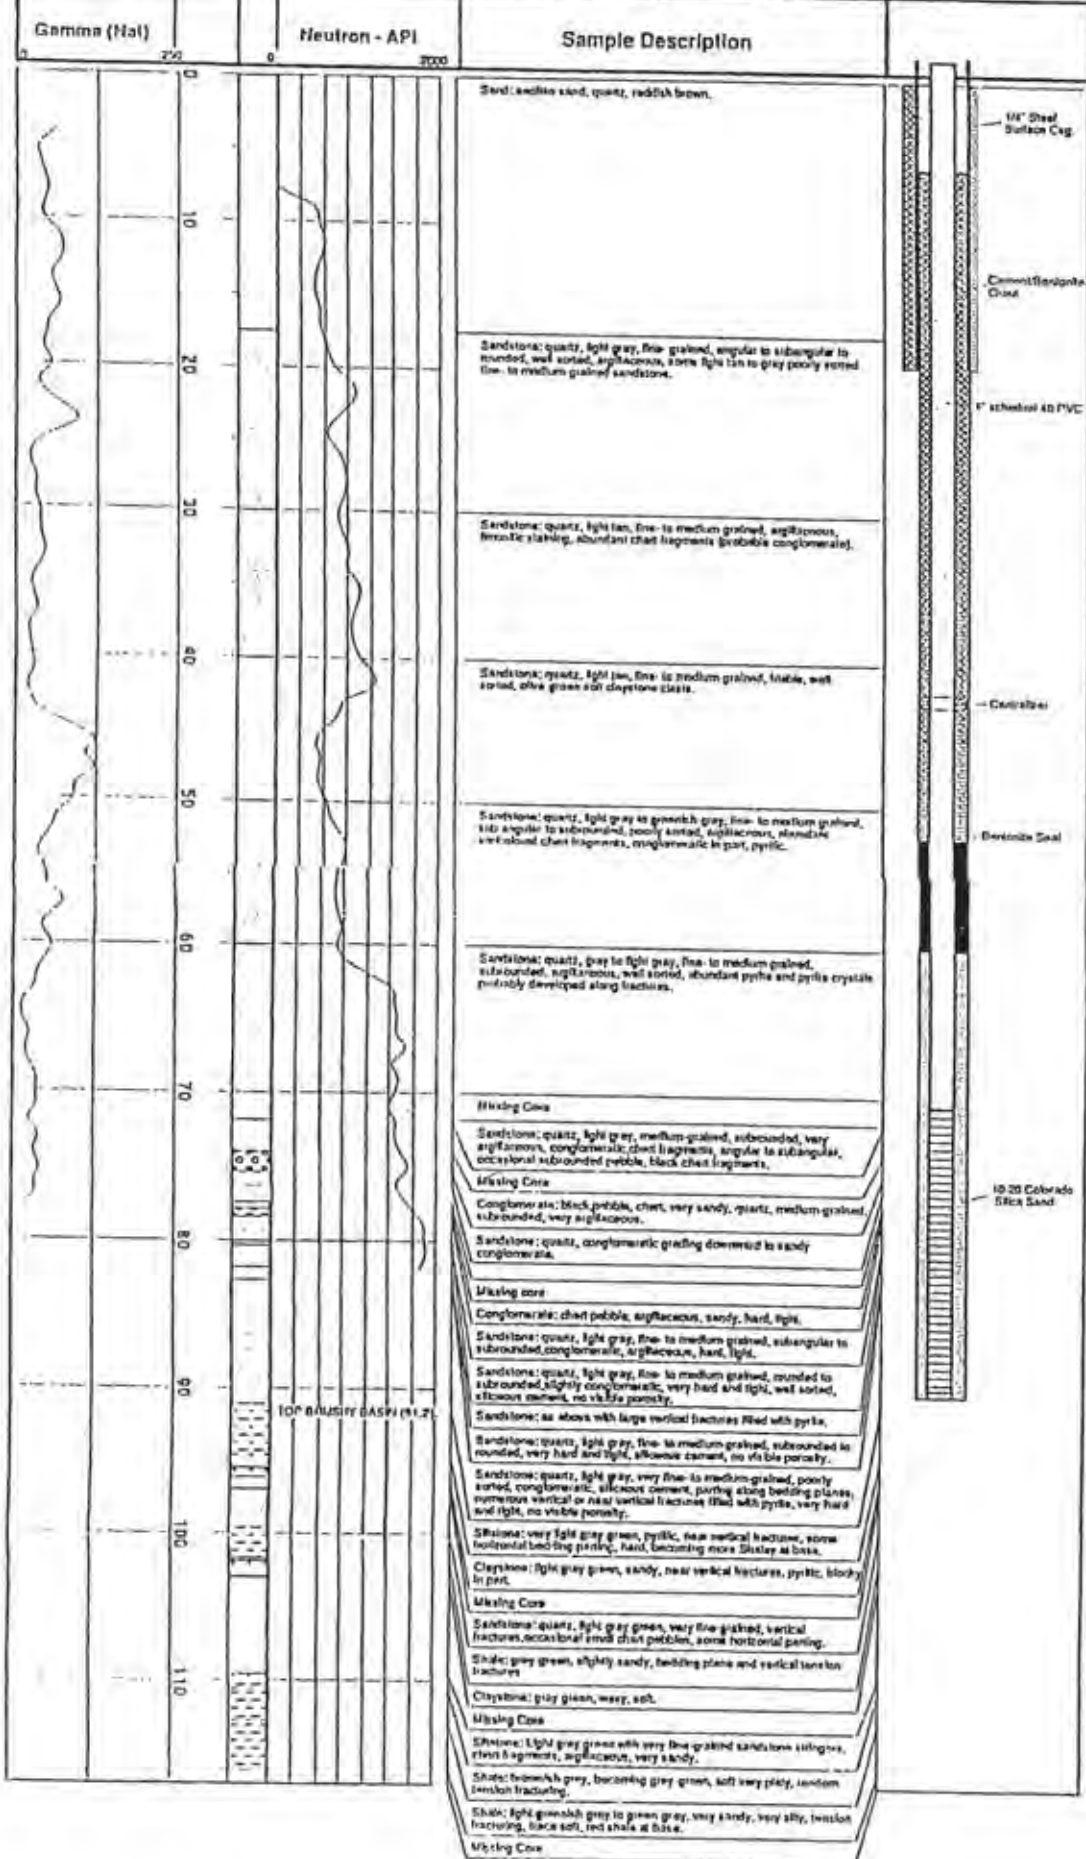 Gamma (NaI)
Neutron - API
Sample Description
0 250
0 2000
0
Sand: eolian sand, quartz, reddish brown.
1/4" Steel
Surface Csg.
10
Cement/Bentonite
Grout
Sandstone: quartz, light gray, fine- grained, angular to subangular to
rounded, well sorted, argillaceous, some light tan to gray poorly sorted
fine- to medium grained sandstone.
20
schedual 40 PVC
30
Sandstone: quartz, light tan, fine- to medium grained, argillaceous,
staining, abundant chert fragments (probable conglomerate).
40
Sandstone: quartz, light tan, fine- to medium grained, friable, well
sorted, olive green soft claystone clasts.
Centralizer
50
Sandstone: quartz, light gray to greenish gray, fine- to medium grained,
sub angular to subrounded, poorly sorted, argillaceous, abundant
chert fragments, conglomeratic in part, pyritic.
Bentonite Seal
60
Sandstone: quartz, gray to light gray, fine- to medium grained,
subrounded, argillaceous, well sorted, abundant pyrite and pyrite crystals
probably developed along fractures.
70
Missing Core
Sandstone: quartz, light gray, medium-grained, subrounded, very
argillaceous, conglomeratic, chert fragments, angular to subangular,
occasional subrounded pebble, black chert fragments.
Missing Core
10-20 Colorado
Silica Sand
Conglomerate: black pebble, chert, very sandy, quartz, medium-grained,
subrounded, very argillaceous.
80
Sandstone: quartz, conglomeratic grading downward to sandy
conglomerate.
Missing core
Conglomerate: chert pebble, argillaceous, sandy, hard, tight.
Sandstone: quartz, light gray, fine- to medium grained, subangular to
subrounded, conglomeratic, argillaceous, hard, tight.
Sandstone: quartz, light gray, fine- to medium grained, rounded to
subrounded, slightly conglomeratic, very hard and tight, well sorted,
siliceous cement, no visible porosity.
90
TOP BRUSHY BASIN (91.2)
Sandstone: as above with large vertical fractures filled with pyrite.
Sandstone: quartz, light gray, fine- to medium-grained, subrounded to
rounded, very hard and tight, siliceous cement, no visible porosity.
Sandstone: quartz, light gray, very fine- to medium-grained, poorly
sorted, conglomeratic, siliceous cement, parting along bedding planes,
numerous vertical or near vertical fractures filled with pyrite, very hard
and tight, no visible porosity.
100
Siltstone: very light gray green, pyritic, near vertical fractures, some
horizontal bedding parting, hard, becoming more Shaley at base.
Claystone: light gray green, sandy, near vertical fractures, pyritic, blocky
in part.
Missing Core
Sandstone: quartz, light gray green, very fine-grained, vertical
fractures, occasional small chert pebbles, some horizontal parting.
Shale: gray green, slightly sandy, bedding plane and vertical tension
fractures
110
Claystone: gray green, waxy, soft.
Missing Core
Siltstone: Light gray green with very fine-grained sandstone stringers,
chert fragments, argillaceous, very sandy.
Shale: brownish gray, becoming gray green, soft very platy, random
tension fracturing.
Shale: light greenish gray to green gray, very sandy, very silty, tension
fracturing, soft, red shale at base.
Missing Core